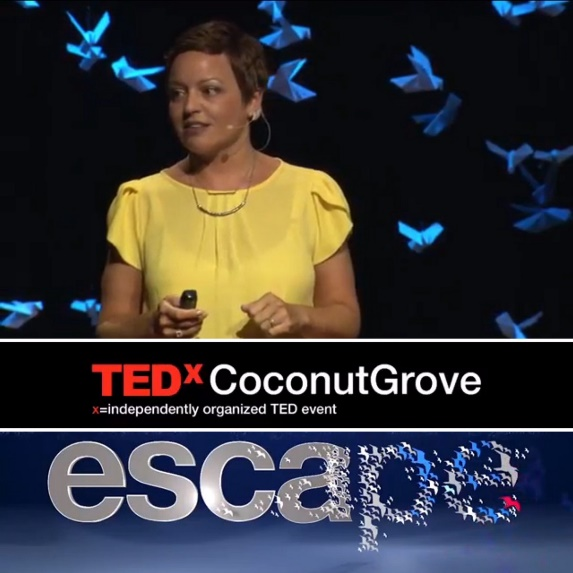 TEDx CoconutGrove
x=independently organized TED event
escape